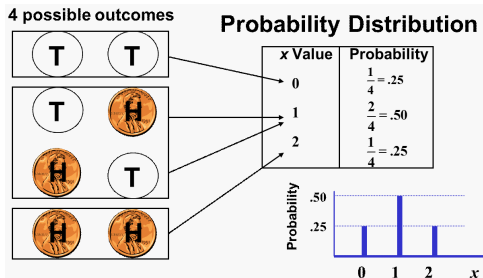 4 possible outcomes
Probability Distribution
T T
T H
H T
H H
x Value Probability
0 1/4 = .25
1 2/4 = .50
2 1/4 = .25
Probability
.50
.25
0 1 2 x